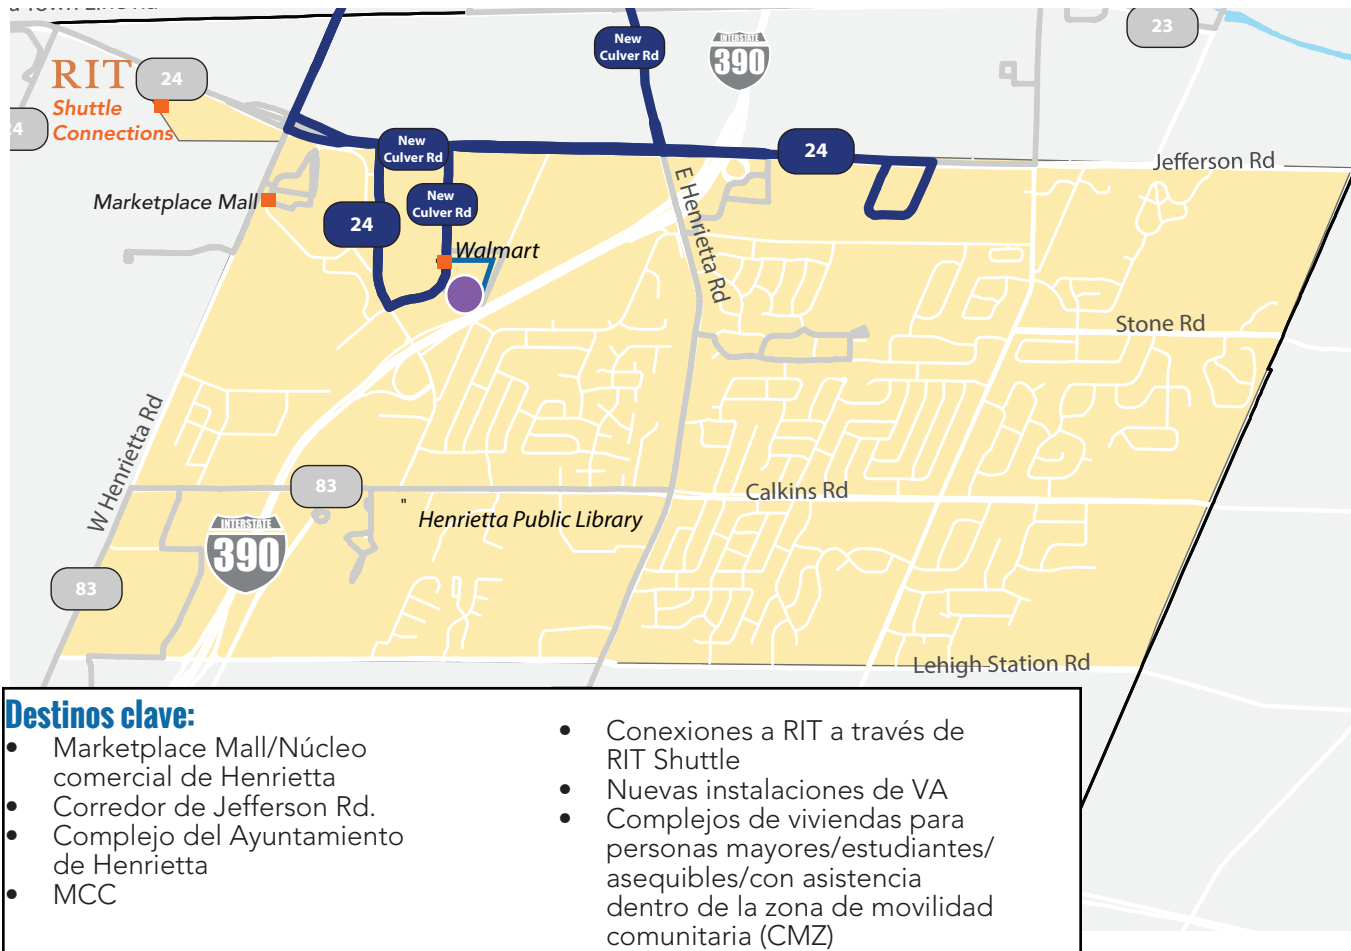 New
Culver Rd
INTERSTATE
390
23
RIT
24
Shuttle
Connections
24
New
Culver Rd
24
Jefferson Rd
E Henrietta Rd
Marketplace Mall
New
Culver Rd
24
Walmart
Stone Rd
W Henrietta Rd
83
Calkins Rd
"
Henrietta Public Library
INTERSTATE
390
83
Lehigh Station Rd
Destinos clave:
• Marketplace Mall/Núcleo
comercial de Henrietta
• Corredor de Jefferson Rd.
• Complejo del Ayuntamiento
de Henrietta
• MCC
• Conexiones a RIT a través de
RIT Shuttle
• Nuevas instalaciones de VA
• Complejos de viviendas para
personas mayores/estudiantes/
asequibles/con asistencia
dentro de la zona de movilidad
comunitaria (CMZ)